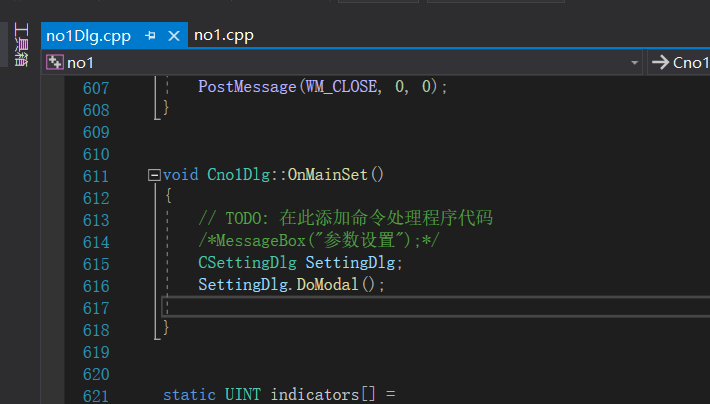 工具箱
no1Dlg.cpp
no1.cpp
no1
Cno1
607 PostMessage(WM_CLOSE, 0, 0);
608 }
609
610
611 void Cno1Dlg::OnMainSet()
612 {
613 // TODO: 在此添加命令处理程序代码
614 /*MessageBox("参数设置");*/
615 CSettingDlg SettingDlg;
616 SettingDlg.DoModal();
617
618 }
619
620
621 static UINT indicators[] =